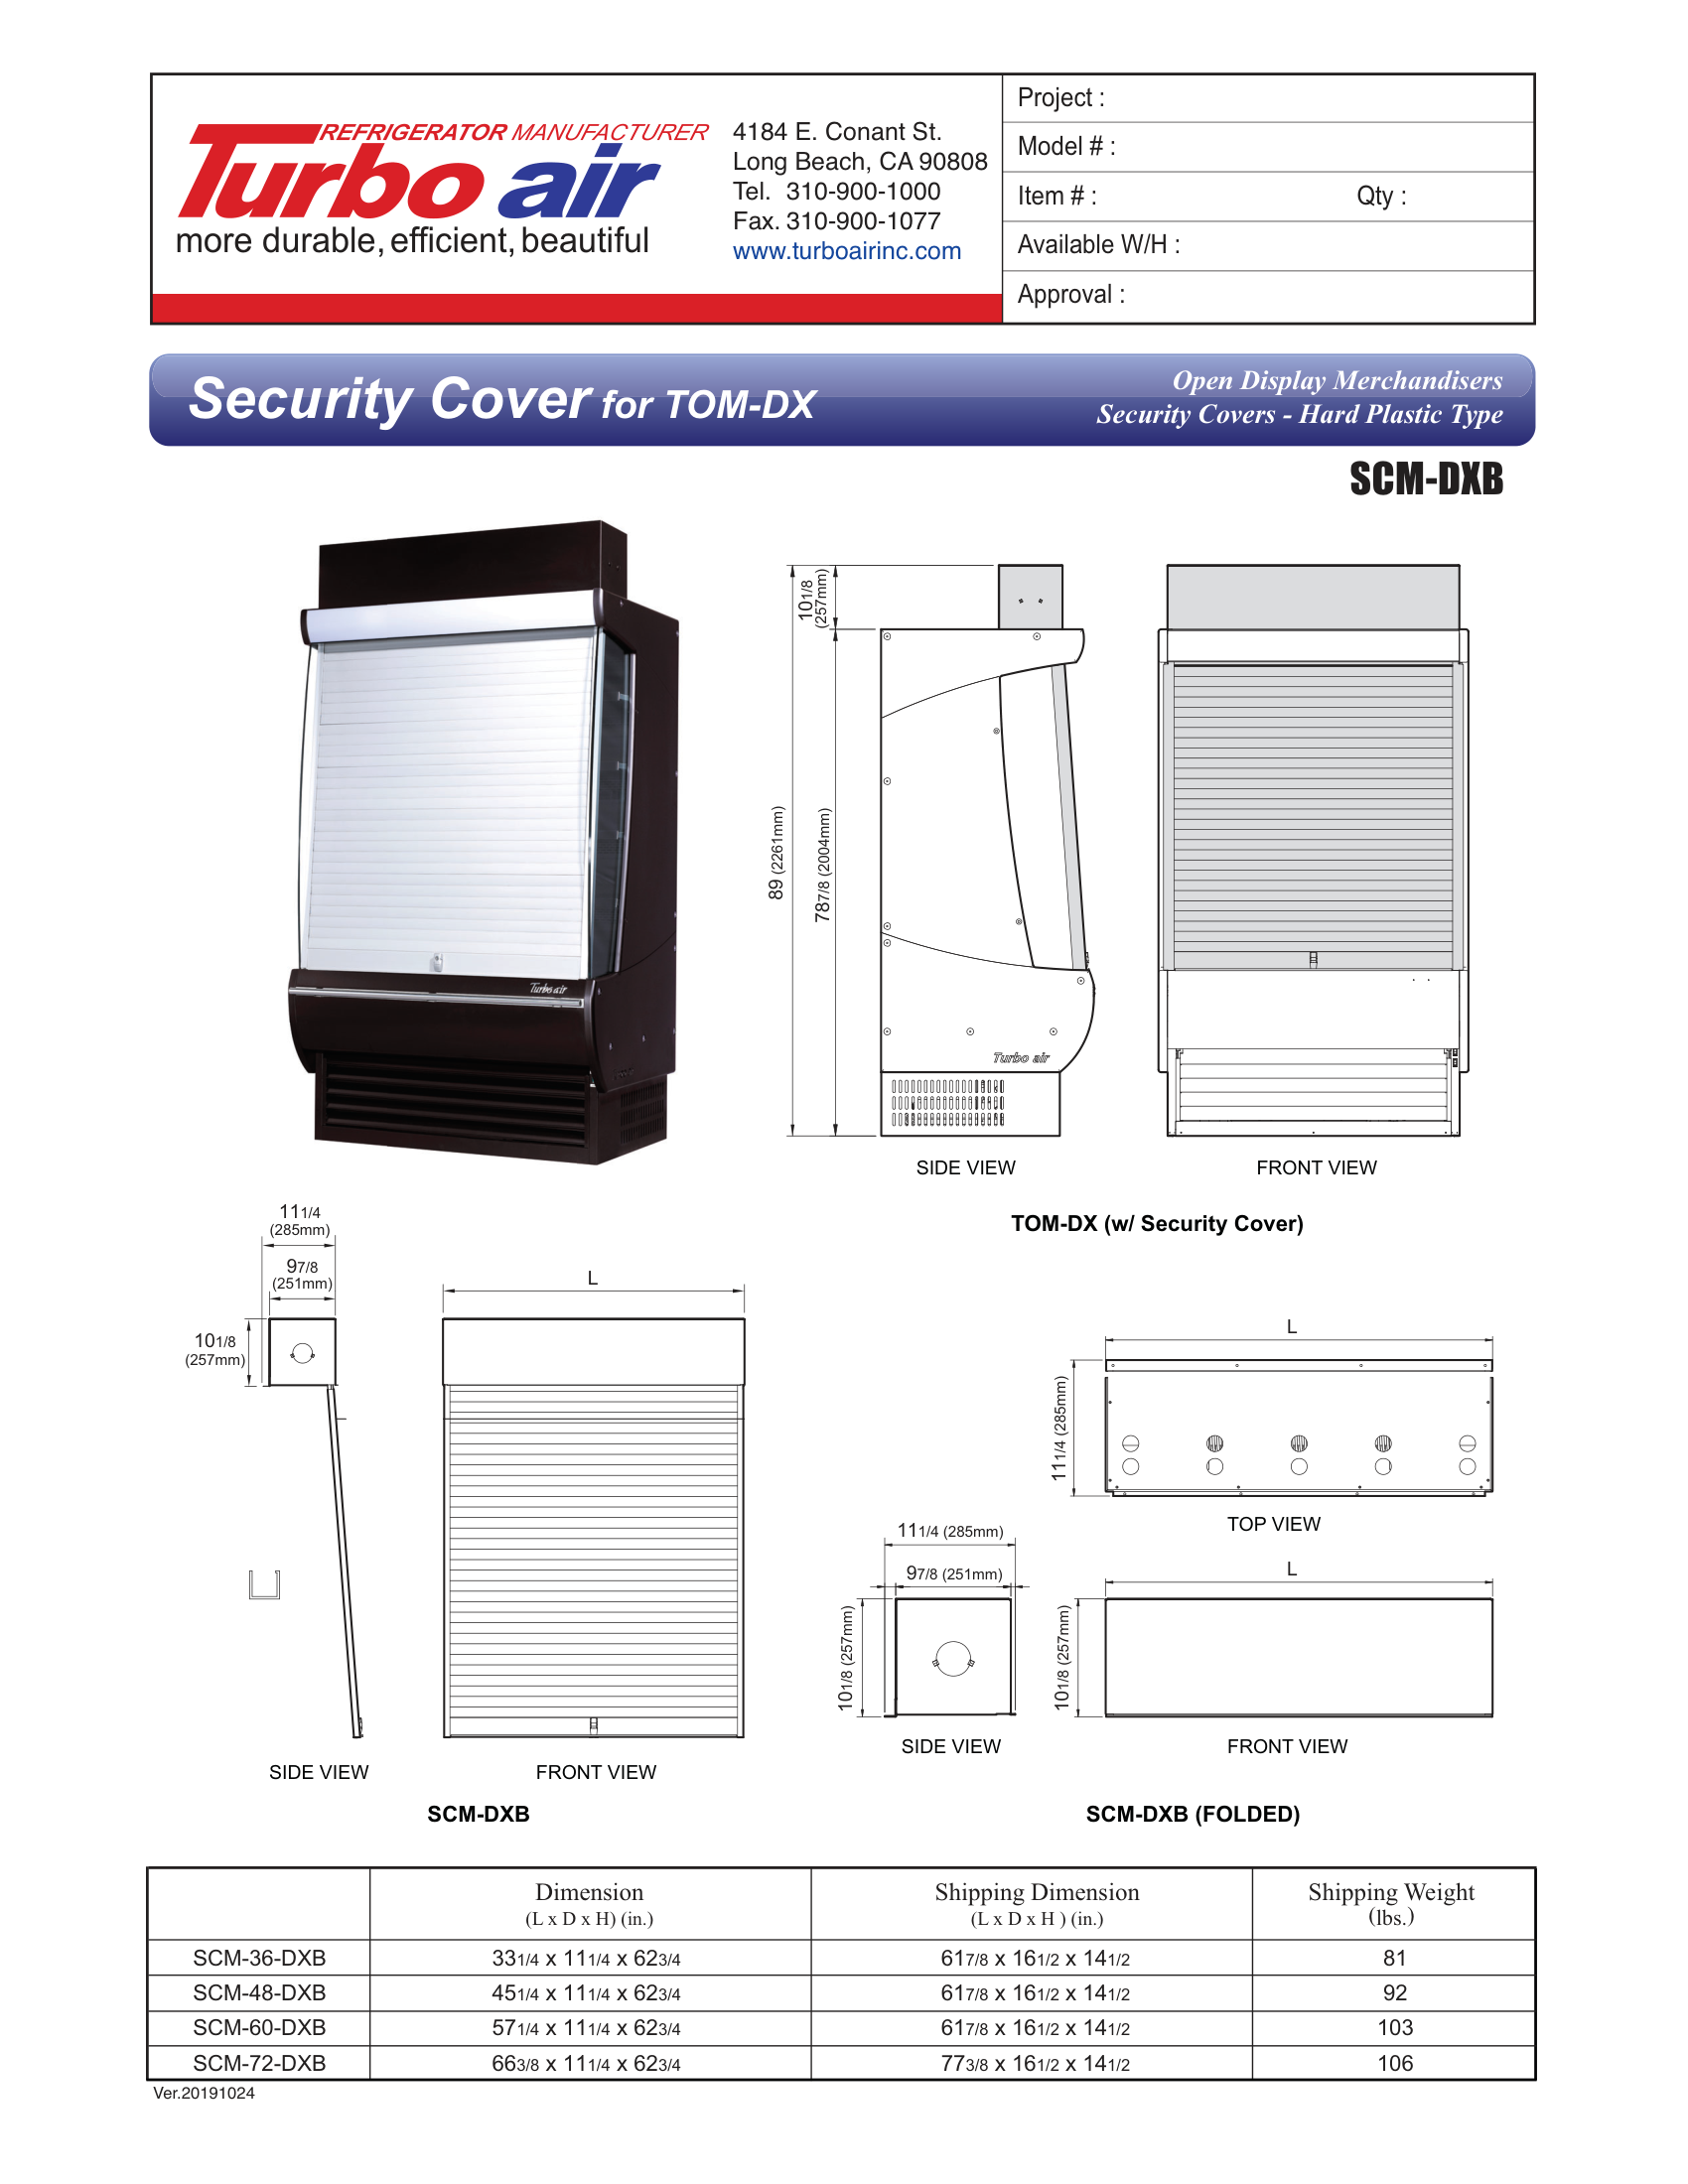 REFRIGERATOR MANUFACTURER
Turbo air
more durable, efficient, beautiful
4184 E. Conant St.
Long Beach, CA 90808
Tel. 310-900-1000
Fax. 310-900-1077
www.turboairinc.com
Project :
Model # :
Item # : Qty :
Available W/H :
Approval :
Security Cover for TOM-DX
Open Display Merchandisers
Security Covers - Hard Plastic Type
SCM-DXB
Turbo air
10 1/8
(257mm)
89 (2261mm)
78 7/8 (2004mm)
Turbo air
SIDE VIEW
FRONT VIEW
TOM-DX (w/ Security Cover)
11 1/4
(285mm)
9 7/8
(251mm)
10 1/8
(257mm)
L
SIDE VIEW
FRONT VIEW
SCM-DXB
L
11 1/4 (285mm)
TOP VIEW
11 1/4 (285mm)
9 7/8 (251mm)
10 1/8 (257mm)
L
10 1/8 (257mm)
SIDE VIEW
FRONT VIEW
SCM-DXB (FOLDED)
Dimension Shipping Dimension Shipping Weight
(L x D x H) (in.) (L x D x H ) (in.) (lbs.)
SCM-36-DXB 33 1/4 x 11 1/4 x 62 3/4 61 7/8 x 16 1/2 x 14 1/2 81
SCM-48-DXB 45 1/4 x 11 1/4 x 62 3/4 61 7/8 x 16 1/2 x 14 1/2 92
SCM-60-DXB 57 1/4 x 11 1/4 x 62 3/4 61 7/8 x 16 1/2 x 14 1/2 103
SCM-72-DXB 66 3/8 x 11 1/4 x 62 3/4 77 3/8 x 16 1/2 x 14 1/2 106
Ver.20191024